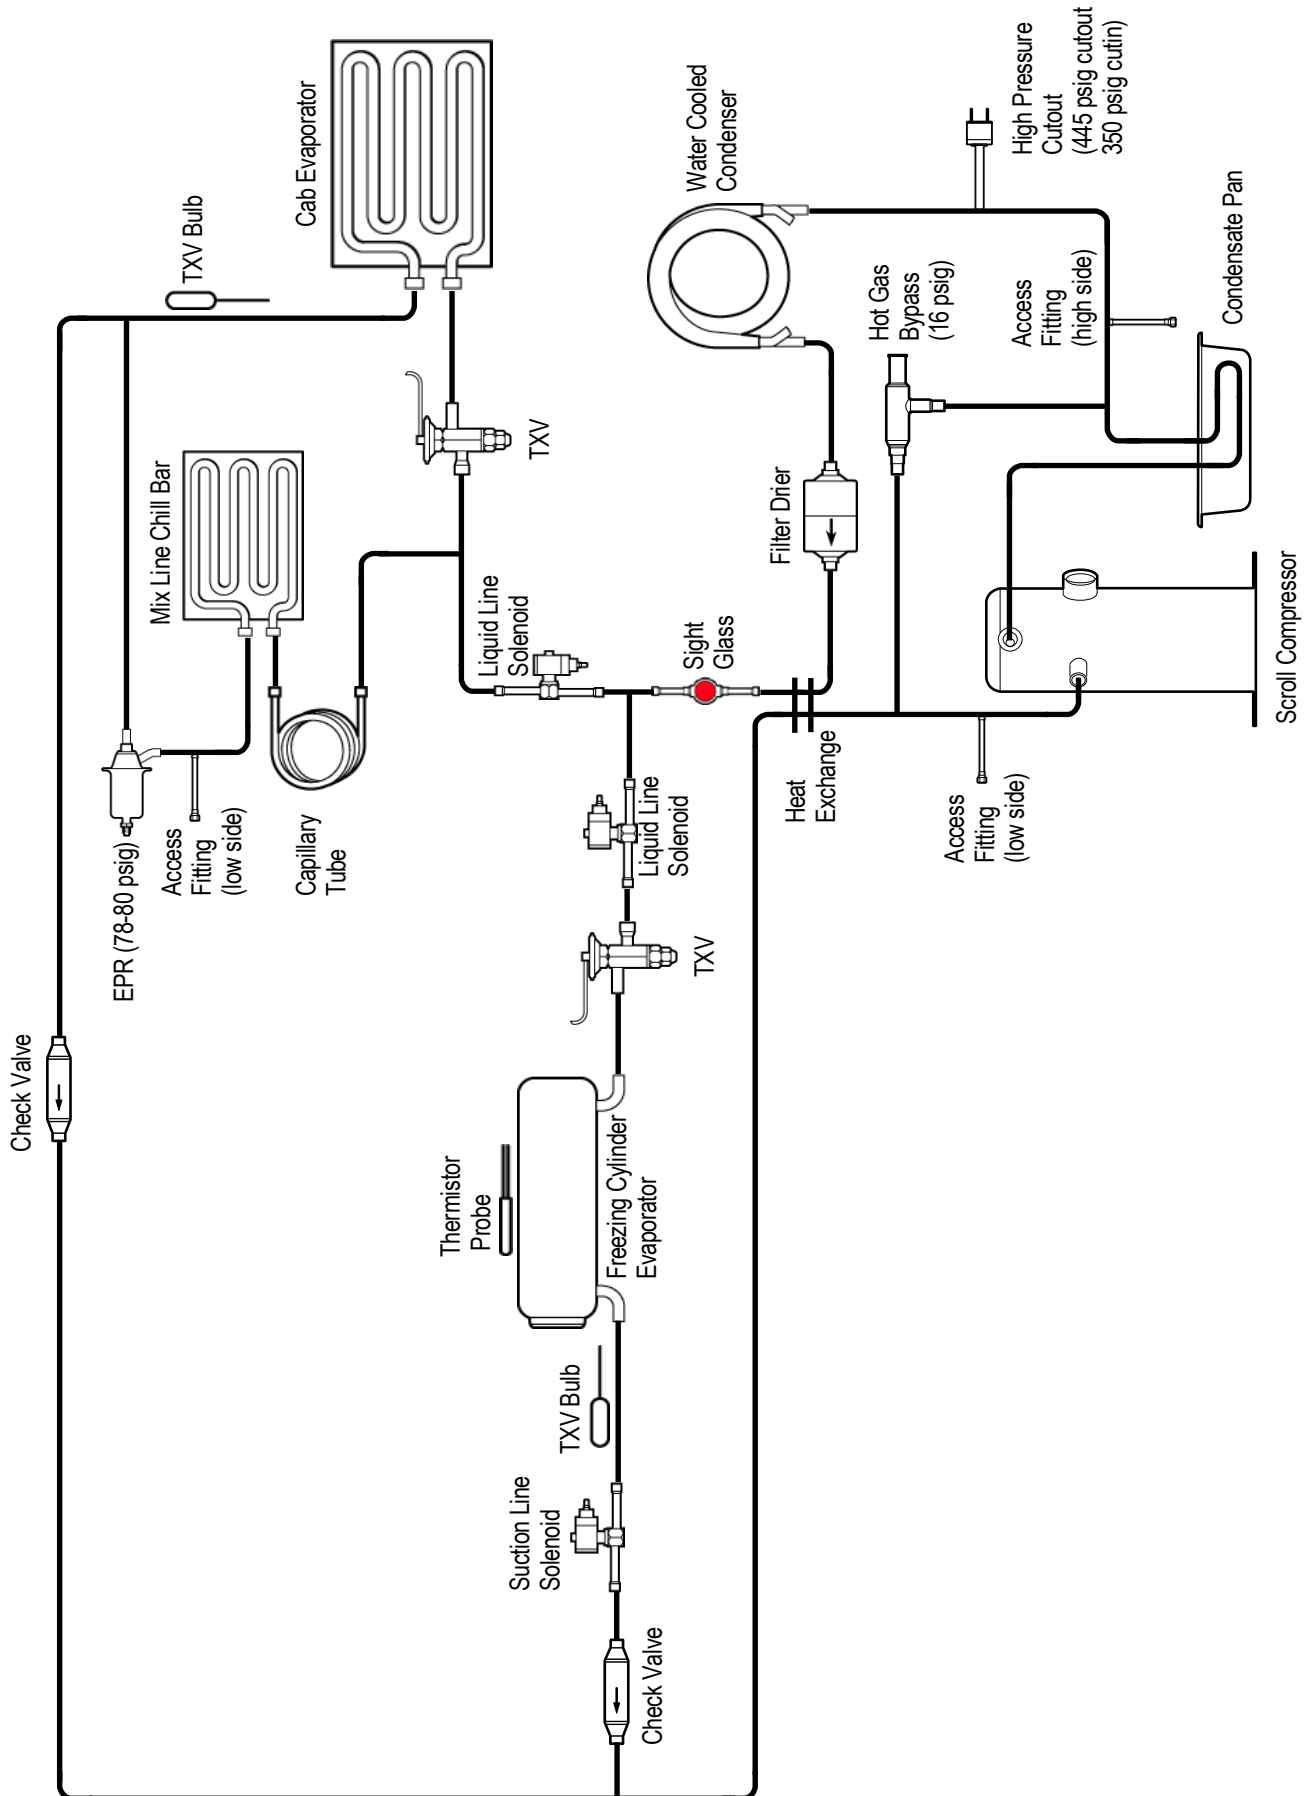 Check Valve
EPR (78-80 psig)
Access
Fitting
(low side)
Mix Line Chill Bar
TXV Bulb
Cab Evaporator
Capillary
Tube
TXV
Liquid Line
Solenoid
Water Cooled
Condenser
High Pressure
Cutout
(445 psig cutout
350 psig cutin)
Hot Gas
Bypass
(16 psig)
Access
Fitting
(high side)
Condensate Pan
Filter Drier
Sight
Glass
Heat
Exchange
Access
Fitting
(low side)
Scroll Compressor
Liquid Line
Solenoid
TXV
Thermistor
Probe
Freezing Cylinder
Evaporator
TXV Bulb
Suction Line
Solenoid
Check Valve